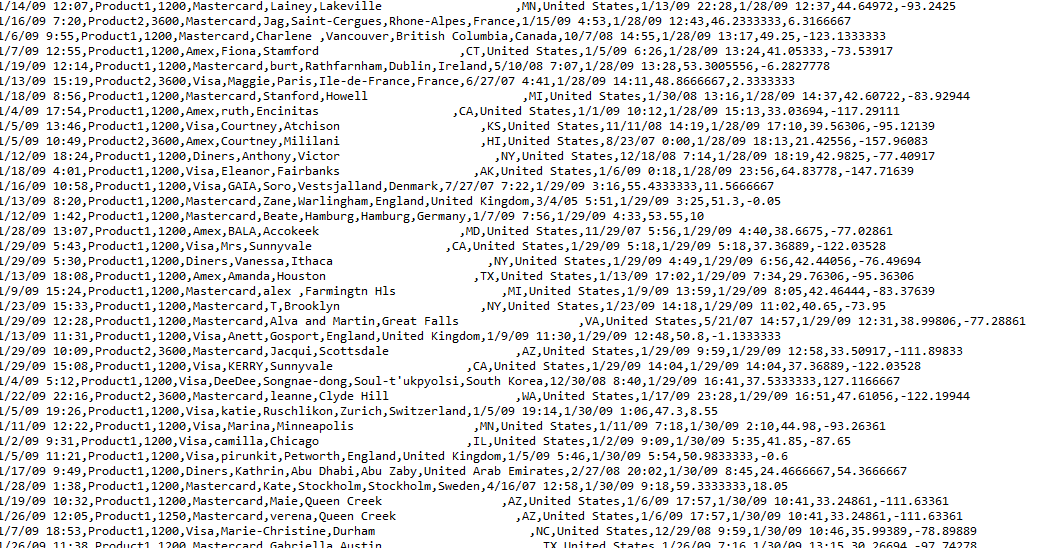 1/14/09 12:07,Product1,1200,Mastercard,Lainey,Lakeville                    ,MN,United States,1/13/09 22:28,1/28/09 12:37,44.64972,-93.2425
1/16/09 7:20,Product2,3600,Mastercard,Jag,Saint-Cergues,Rhone-Alpes,France,1/15/09 4:53,1/28/09 12:43,46.2333333,6.3166667
1/6/09 9:55,Product1,1200,Mastercard,Charlene ,Vancouver,British Columbia,Canada,10/7/08 14:55,1/28/09 13:17,49.25,-123.1333333
1/7/09 12:55,Product1,1200,Amex,Fiona,Stamford                    ,CT,United States,1/5/09 6:26,1/28/09 13:24,41.05333,-73.53917
1/19/09 12:14,Product1,1200,Mastercard,burt,Rathfarnham,Dublin,Ireland,5/10/08 7:07,1/28/09 13:28,53.3005556,-6.2827778
1/13/09 15:19,Product2,3600,Visa,Maggie,Paris,Ile-de-France,France,6/27/07 4:41,1/28/09 14:11,48.8666667,2.3333333
1/18/09 8:56,Product1,1200,Mastercard,Stanford,Howell                      ,MI,United States,1/30/08 13:16,1/28/09 14:37,42.60722,-83.92944
1/4/09 17:54,Product1,1200,Amex,ruth,Encinitas                   ,CA,United States,1/1/09 10:12,1/28/09 15:13,33.03694,-117.29111
1/5/09 13:46,Product1,1200,Visa,Courtney,Atchison                    ,KS,United States,11/11/08 14:19,1/28/09 17:10,39.56306,-95.12139
1/5/09 10:49,Product2,3600,Amex,Courtney,Mililani                    ,HI,United States,8/23/07 0:00,1/28/09 18:13,21.42556,-157.96083
1/12/09 18:24,Product1,1200,Diners,Anthony,Victor                      ,NY,United States,12/18/08 7:14,1/28/09 18:19,42.9825,-77.40917
1/18/09 4:01,Product1,1200,Visa,Eleanor,Fairbanks                   ,AK,United States,1/6/09 0:18,1/28/09 23:56,64.83778,-147.71639
1/16/09 10:58,Product1,1200,Visa,GAIA,Soro,Vestsjalland,Denmark,7/27/07 7:22,1/29/09 3:16,55.4333333,11.5666667
1/13/09 8:20,Product1,1200,Mastercard,Zane,Warlingham,England,United Kingdom,3/4/05 5:51,1/29/09 3:25,51.3,-0.05
1/12/09 1:42,Product1,1200,Mastercard,Beate,Hamburg,Hamburg,Germany,1/7/09 7:56,1/29/09 4:33,53.55,10
1/28/09 13:07,Product1,1200,Amex,BALA,Accokeek                    ,MD,United States,11/29/07 5:56,1/29/09 4:40,38.6675,-77.02861
1/29/09 5:43,Product1,1200,Visa,Mrs,Sunnyvale                   ,CA,United States,1/29/09 5:18,1/29/09 5:18,37.36889,-122.03528
1/29/09 5:30,Product1,1200,Diners,Vanessa,Ithaca                      ,NY,United States,1/29/09 4:49,1/29/09 6:56,42.44056,-76.49694
1/13/09 18:08,Product1,1200,Amex,Amanda,Houston                     ,TX,United States,1/13/09 17:02,1/29/09 7:34,29.76306,-95.36306
1/9/09 15:24,Product1,1200,Mastercard,alex ,Farmingtn Hls               ,MI,United States,1/9/09 13:59,1/29/09 8:05,42.46444,-83.37639
1/23/09 15:33,Product1,1200,Mastercard,T,Brooklyn                    ,NY,United States,1/23/09 14:18,1/29/09 11:02,40.65,-73.95
1/29/09 12:28,Product1,1200,Mastercard,Alva and Martin,Great Falls                 ,VA,United States,5/21/07 14:57,1/29/09 12:31,38.99806,-77.28861
1/13/09 11:31,Product1,1200,Visa,Anett,Gosport,England,United Kingdom,1/9/09 11:30,1/29/09 12:48,50.8,-1.1333333
1/29/09 10:09,Product2,3600,Mastercard,Jacqui,Scottsdale                  ,AZ,United States,1/29/09 9:59,1/29/09 12:58,33.50917,-111.89833
1/29/09 15:08,Product1,1200,Visa,KERRY,Sunnyvale                   ,CA,United States,1/29/09 14:04,1/29/09 14:04,37.36889,-122.03528
1/4/09 5:12,Product1,1200,Visa,DeeDee,Songnae-dong,Soul-t'ukpyolsi,South Korea,12/30/08 8:40,1/29/09 16:41,37.5333333,127.1166667
1/22/09 22:16,Product2,3600,Mastercard,leanne,Clyde Hill                  ,WA,United States,1/17/09 23:28,1/29/09 16:51,47.61056,-122.19944
1/5/09 19:26,Product1,1200,Visa,katie,Ruschlikon,Zurich,Switzerland,1/5/09 19:14,1/30/09 1:06,47.3,8.55
1/11/09 12:22,Product1,1200,Visa,Marina,Minneapolis                 ,MN,United States,1/11/09 7:18,1/30/09 2:10,44.98,-93.26361
1/2/09 9:31,Product1,1200,Visa,camilla,Chicago                     ,IL,United States,1/2/09 9:09,1/30/09 5:35,41.85,-87.65
1/5/09 11:21,Product1,1200,Visa,pirunkit,Petworth,England,United Kingdom,1/5/09 5:46,1/30/09 5:54,50.9833333,-0.6
1/17/09 9:49,Product1,1200,Diners,Kathrin,Abu Dhabi,Abu Zaby,United Arab Emirates,2/27/08 20:02,1/30/09 8:45,24.4666667,54.3666667
1/28/09 1:38,Product1,1200,Mastercard,Kate,Stockholm,Stockholm,Sweden,4/16/07 12:58,1/30/09 9:18,59.3333333,18.05
1/19/09 10:32,Product1,1200,Mastercard,Maie,Queen Creek                 ,AZ,United States,1/6/09 17:57,1/30/09 10:41,33.24861,-111.63361
1/26/09 12:05,Product1,1250,Mastercard,verena,Queen Creek                 ,AZ,United States,1/6/09 17:57,1/30/09 10:41,33.24861,-111.63361
1/7/09 18:53,Product1,1200,Visa,Marie-Christine,Durham                      ,NC,United States,12/29/08 9:59,1/30/09 10:46,35.99389,-78.89889
1/26/09 11:38,Product1,1200,Mastercard,Gabriella,Austin                      ,TX,United States,1/26/09 7:16,1/30/09 13:15,30.26694,-97.74278